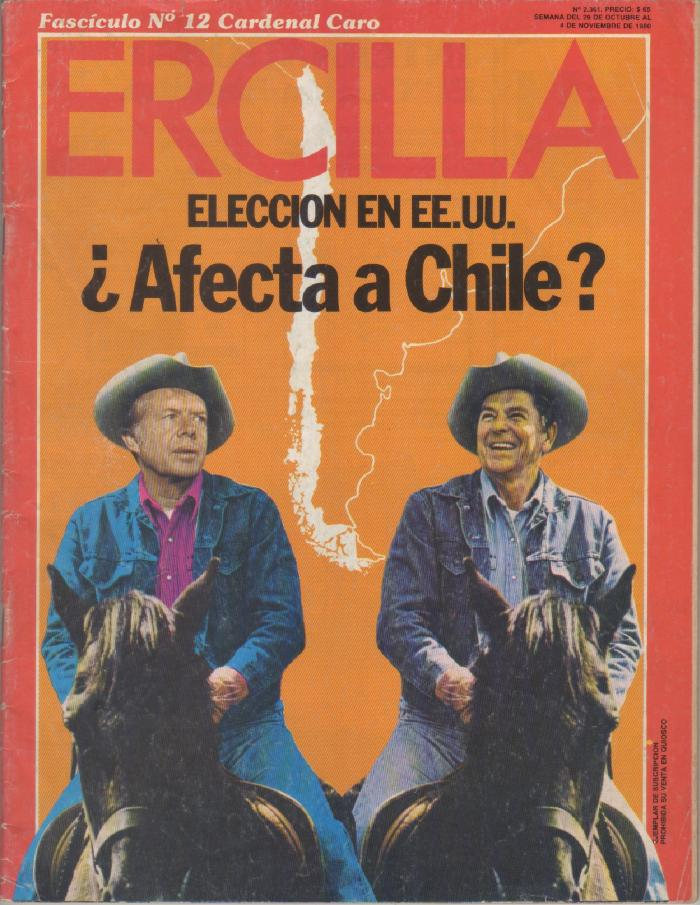 Fascículo Nº 12 Cardenal Caro
Nº 2.361. PRECIO: $ 65
SEMANA DEL 29 DE OCTUBRE AL
4 DE NOVIEMBRE DE 1980
ERCILLA
ELECCION EN EE.UU.
¿Afecta a Chile?
EJEMPLAR DE SUSCRIPCION
PROHIBIDA SU VENTA EN QUIOSCO